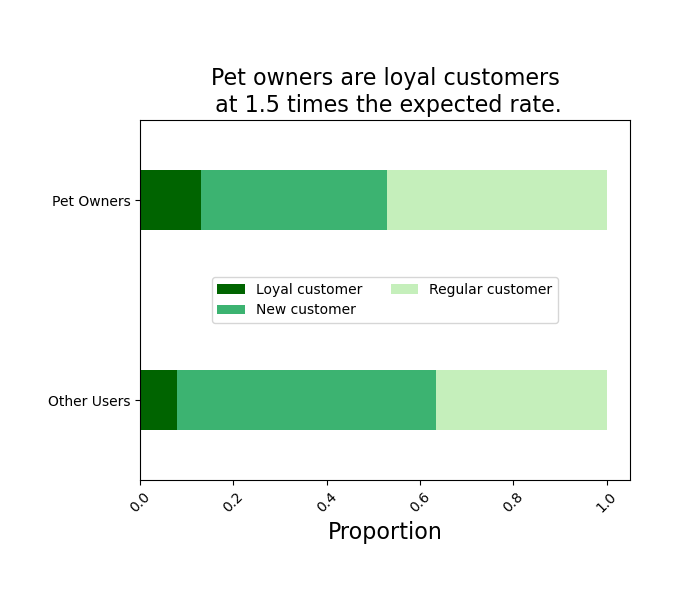 Pet owners are loyal customers
at 1.5 times the expected rate.
Pet Owners
Loyal customer
Regular customer
New customer
Other Users
0.0
0.2
0.4
0.6
0.8
1.0
Proportion